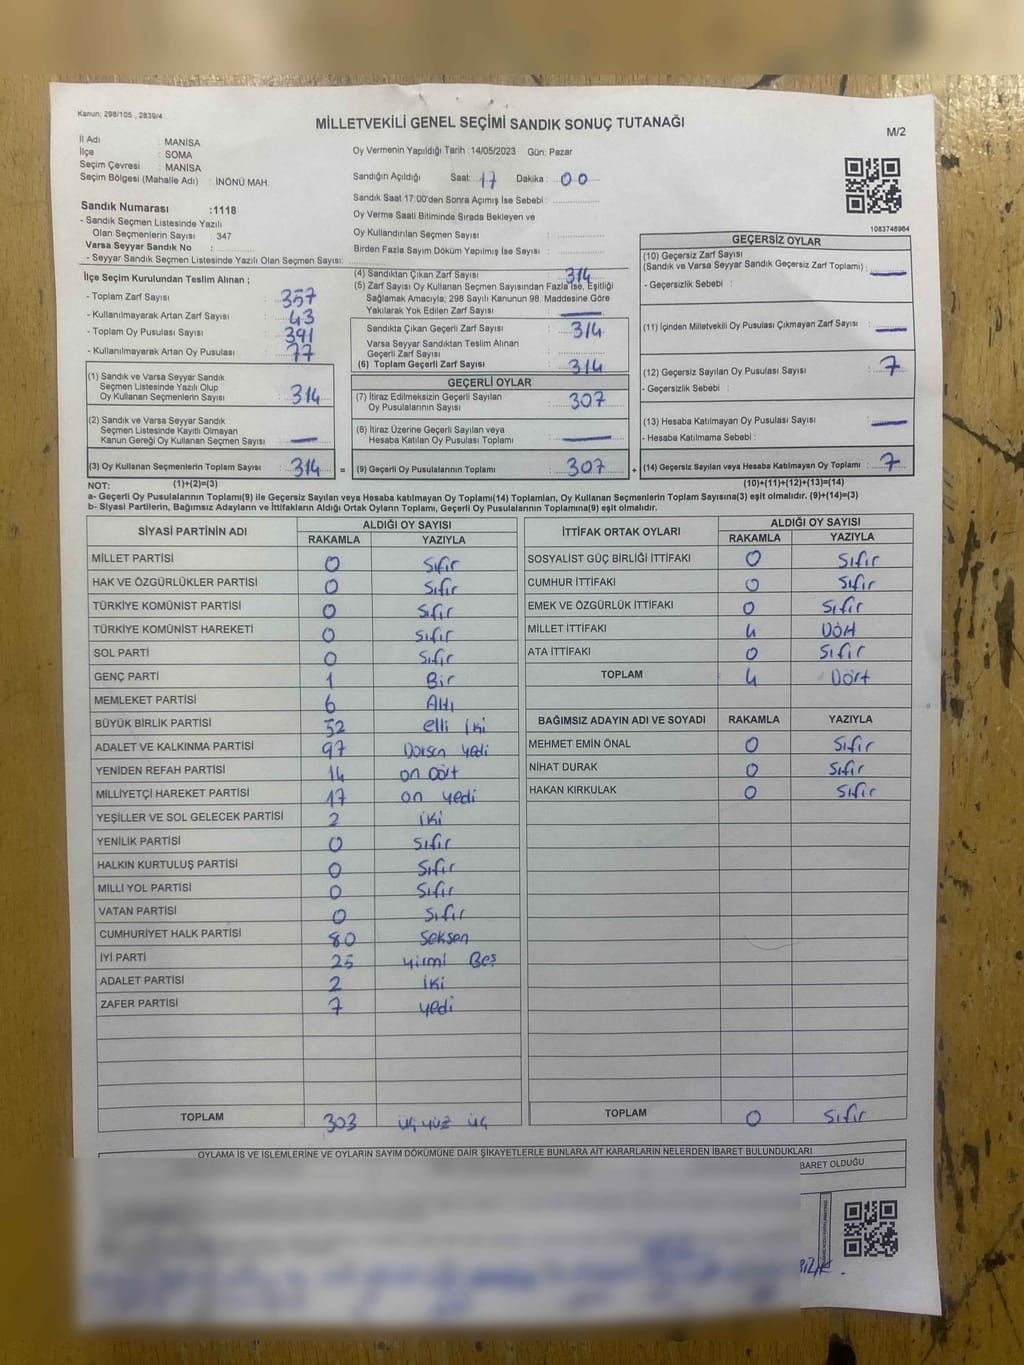 Kanun; 298/105 , 2839/4
MİLLETVEKİLİ GENEL SEÇİMİ SANDIK SONUÇ TUTANAĞI
M/2
İl Adı : MANİSA
İlçe : SOMA
Seçim Çevresi : MANİSA
Seçim Bölgesi (Mahalle Adı) : İNÖNÜ MAH.
Sandık Numarası :1118
- Sandık Seçmen Listesinde Yazılı
Olan Seçmenlerin Sayısı : 347
Varsa Seyyar Sandık No :
- Seyyar Sandık Seçmen Listesinde Yazılı Olan Seçmen Sayısı:
Oy Vermenin Yapıldığı Tarih :14/05/2023 Gün: Pazar
Sandığın Açıldığı Saat: 17 Dakika : 00
Sandık Saat 17:00'den Sonra Açımış İse Sebebi :
Oy Verme Saati Bitiminde Sırada Bekleyen ve
Oy Kullandırılan Seçmen Sayısı :
Birden Fazla Sayım Döküm Yapılmış İse Sayısı :
1083746964
İlçe Seçim Kurulundan Teslim Alınan ;
- Toplam Zarf Sayısı : 357
- Kullanılmayarak Artan Zarf Sayısı : 43
- Toplam Oy Pusulası Sayısı : 391
- Kullanılmayarak Artan Oy Pusulası : 77
(1) Sandık ve Varsa Seyyar Sandık
Seçmen Listesinde Yazılı Olup
Oy Kullanan Seçmenlerin Sayısı : 314
(2) Sandık ve Varsa Seyyar Sandık
Seçmen Listesinde Kayıtlı Olmayan
Kanun Gereği Oy Kullanan Seçmen Sayısı : —
(3) Oy Kullanan Seçmenlerin Toplam Sayısı : 314 =
(4) Sandıktan Çıkan Zarf Sayısı : 314
(5) Zarf Sayısı Oy Kullanan Seçmen Sayısından Fazla İse, Eşitliği
Sağlamak Amacıyla; 298 Sayılı Kanunun 98. Maddesine Göre
Yakılarak Yok Edilen Zarf Sayısı : —
Sandıkta Çıkan Geçerli Zarf Sayısı : 314
Varsa Seyyar Sandıktan Teslim Alınan
Geçerli Zarf Sayısı :
(6) Toplam Geçerli Zarf Sayısı : 314
GEÇERLİ OYLAR
(7) İtiraz Edilmeksizin Geçerli Sayılan
Oy Pusulalarının Sayısı : 307
(8) İtiraz Üzerine Geçerli Sayılan veya
Hesaba Katılan Oy Pusulası Toplamı : —
(9) Geçerli Oy Pusulalarının Toplamı : 307 +
GEÇERSİZ OYLAR
(10) Geçersiz Zarf Sayısı
(Sandık ve Varsa Seyyar Sandık Geçersiz Zarf Toplamı) : —
- Geçersizlik Sebebi :
(11) İçinden Milletvekili Oy Pusulası Çıkmayan Zarf Sayısı : —
(12) Geçersiz Sayılan Oy Pusulası Sayısı : 7
- Geçersizlik Sebebi :
(13) Hesaba Katılmayan Oy Pusulası Sayısı : —
- Hesaba Katılmama Sebebi :
(14) Geçersiz Sayılan veya Hesaba Katılmayan Oy Toplamı : 7
NOT: (1)+(2)=(3) (10)+(11)+(12)+(13)=(14)
a- Geçerli Oy Pusulalarının Toplamı(9) ile Geçersiz Sayılan veya Hesaba katılmayan Oy Toplamı(14) Toplamları, Oy Kullanan Seçmenlerin Toplam Sayısına(3) eşit olmalıdır. (9)+(14)=(3)
b- Siyasi Partilerin, Bağımsız Adayların ve İttifakların Aldığı Ortak Oyların Toplamı, Geçerli Oy Pusulalarının Toplamına(9) eşit olmalıdır.
SİYASİ PARTİNİN ADI ALDIĞI OY SAYISI
RAKAMLA YAZIYLA
MİLLET PARTİSİ 0 Sıfır
HAK VE ÖZGÜRLÜKLER PARTİSİ 0 Sıfır
TÜRKİYE KOMÜNİST PARTİSİ 0 Sıfır
TÜRKİYE KOMÜNİST HAREKETİ 0 Sıfır
SOL PARTİ 0 Sıfır
GENÇ PARTİ 1 Bir
MEMLEKET PARTİSİ 6 Altı
BÜYÜK BİRLİK PARTİSİ 52 elli iki
ADALET VE KALKINMA PARTİSİ 97 Doksen yedi
YENİDEN REFAH PARTİSİ 14 on dört
MİLLİYETÇİ HAREKET PARTİSİ 17 on yedi
YEŞİLLER VE SOL GELECEK PARTİSİ 2 iki
YENİLİK PARTİSİ 0 Sıfır
HALKIN KURTULUŞ PARTİSİ 0 Sıfır
MİLLİ YOL PARTİSİ 0 Sıfır
VATAN PARTİSİ 0 Sıfır
CUMHURİYET HALK PARTİSİ 80 Seksen
İYİ PARTİ 25 yirmi Beş
ADALET PARTİSİ 2 iki
ZAFER PARTİSİ 7 yedi
TOPLAM 303 üç yüz üç
İTTİFAK ORTAK OYLARI ALDIĞI OY SAYISI
RAKAMLA YAZIYLA
SOSYALİST GÜÇ BİRLİĞİ İTTİFAKI 0 Sıfır
CUMHUR İTTİFAKI 0 Sıfır
EMEK VE ÖZGÜRLÜK İTTİFAKI 0 Sıfır
MİLLET İTTİFAKI 4 Dört
ATA İTTİFAKI 0 Sıfır
TOPLAM 4 Dört
BAĞIMSIZ ADAYIN ADI VE SOYADI RAKAMLA YAZIYLA
MEHMET EMİN ÖNAL 0 Sıfır
NİHAT DURAK 0 Sıfır
HAKAN KIRKULAK 0 Sıfır
TOPLAM 0 Sıfır
OYLAMA İŞ VE İŞLEMLERİNE VE OYLARIN SAYIM DÖKÜMÜNE DAİR ŞİKAYETLERLE BUNLARA AİT KARARLARIN NELERDEN İBARET BULUNDUKLARI
BARET OLDUĞU